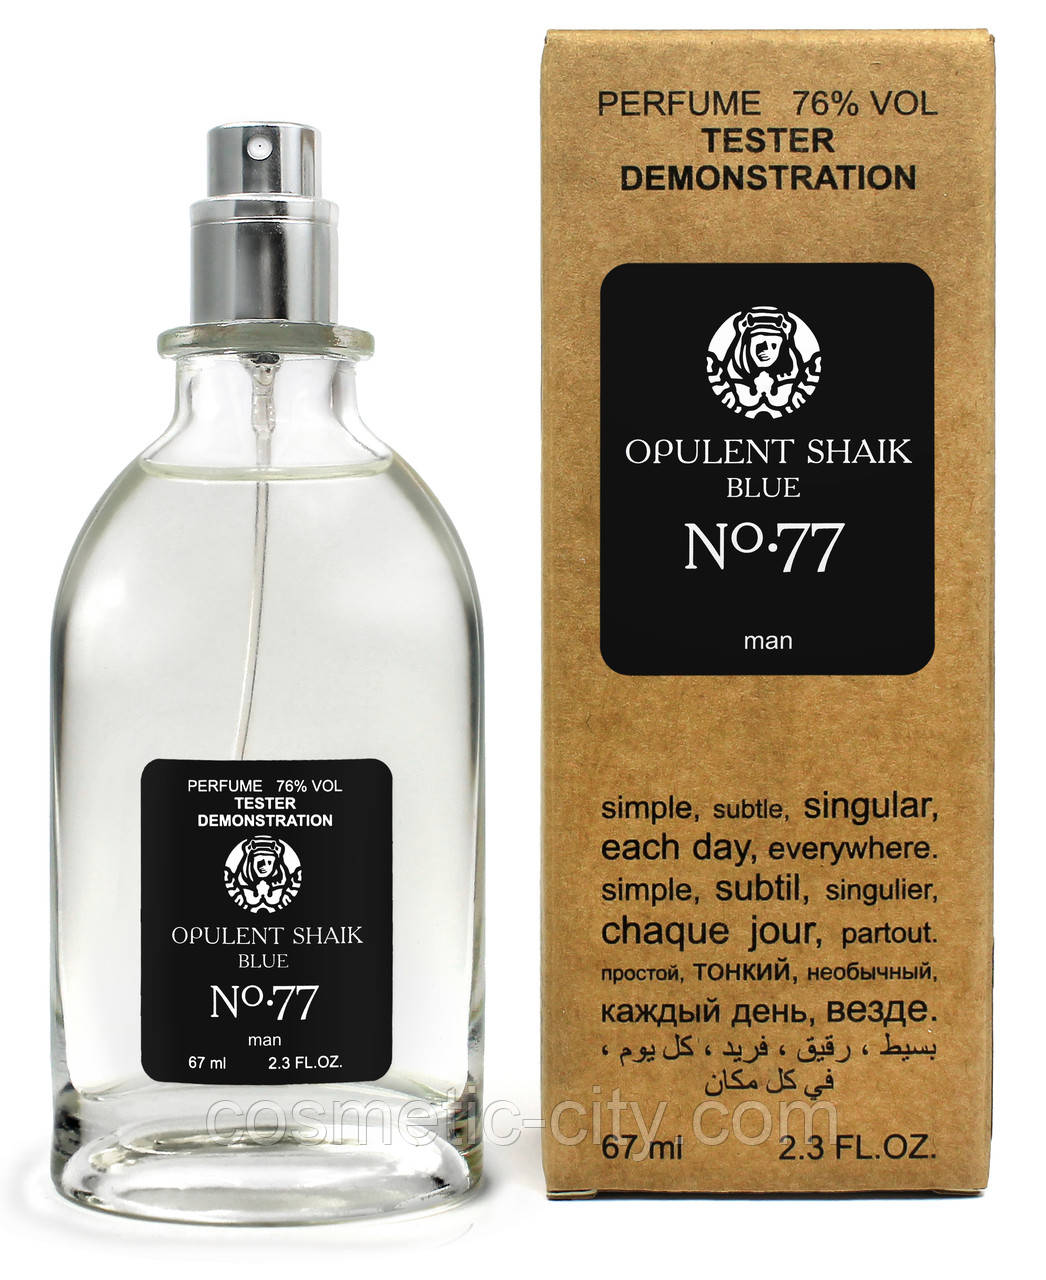 PERFUME 76% VOL
TESTER
DEMONSTRATION
OPULENT SHAIK
BLUE
No.77
man
simple, subtle, singular,
each day, everywhere.
simple, subtil, singulier,
chaque jour, partout.
простой, тонкий, необычный,
каждый день, везде.
بسيط ، رقيق ، فريد ، كل يوم ،
في كل مكان
67 ml 2.3 FL.OZ.
PERFUME 76% VOL
TESTER
DEMONSTRATION
OPULENT SHAIK
BLUE
No.77
man
67 ml 2.3 FL.OZ.
cosmetic-city.com